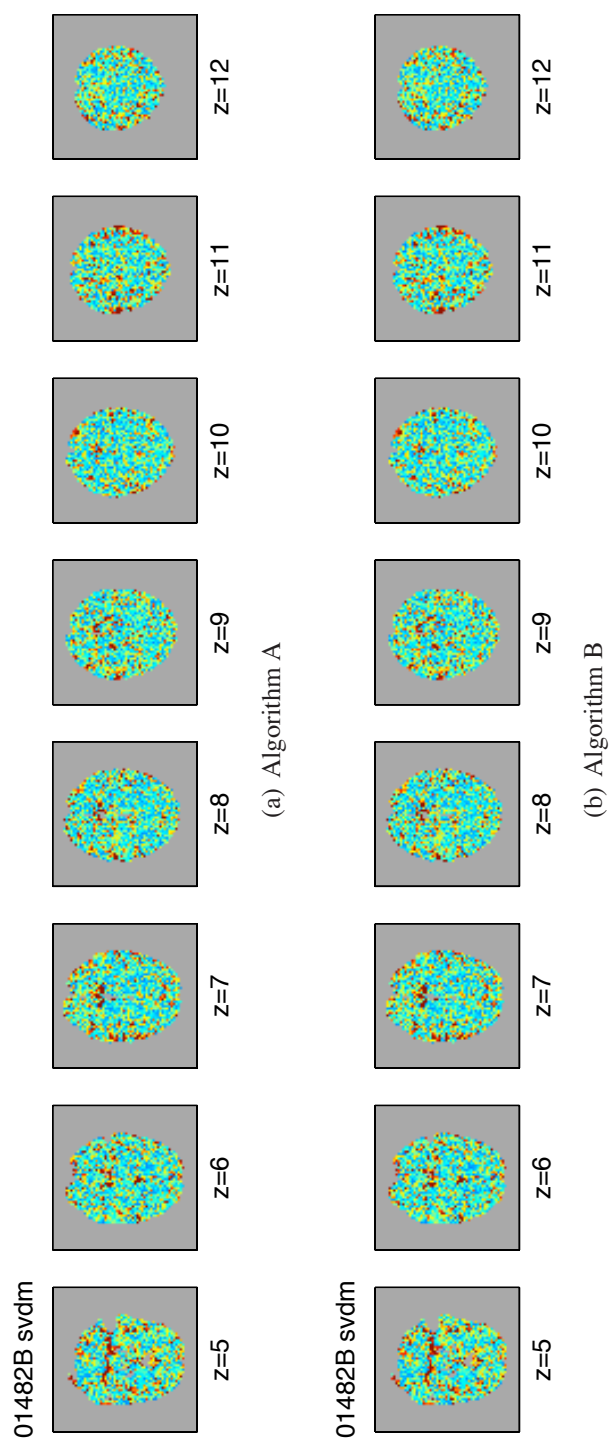 01482B svdm
z=5
z=6
z=7
z=8
z=9
z=10
z=11
z=12
(a) Algorithm A
01482B svdm
z=5
z=6
z=7
z=8
z=9
z=10
z=11
z=12
(b) Algorithm B